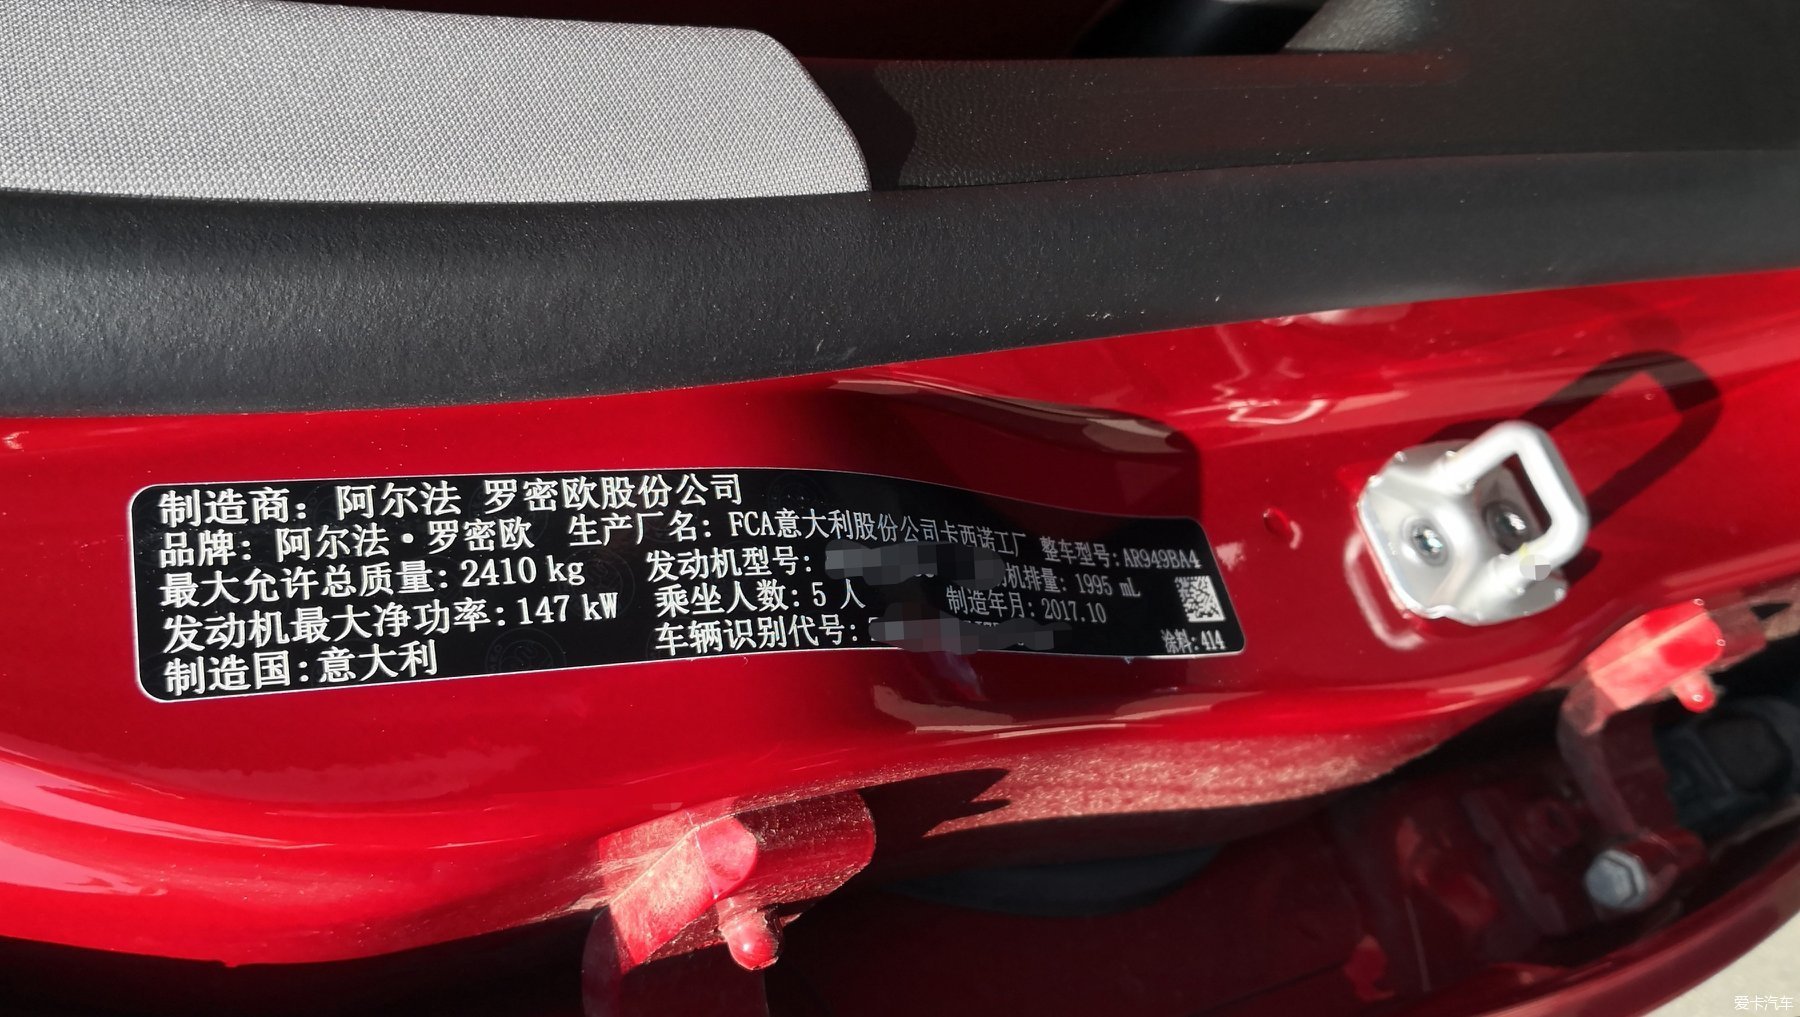 制造商：阿尔法 罗密欧股份公司
品牌：阿尔法·罗密欧 生产厂名：FCA意大利股份公司卡西诺工厂 整车型号：AR949BA4
最大允许总质量：2410 kg 发动机型号： 机排量：1995 mL
发动机最大净功率：147 kW 乘坐人数：5 人 制造年月：2017.10
制造国：意大利 车辆识别代号： 涂料：414
爱卡汽车